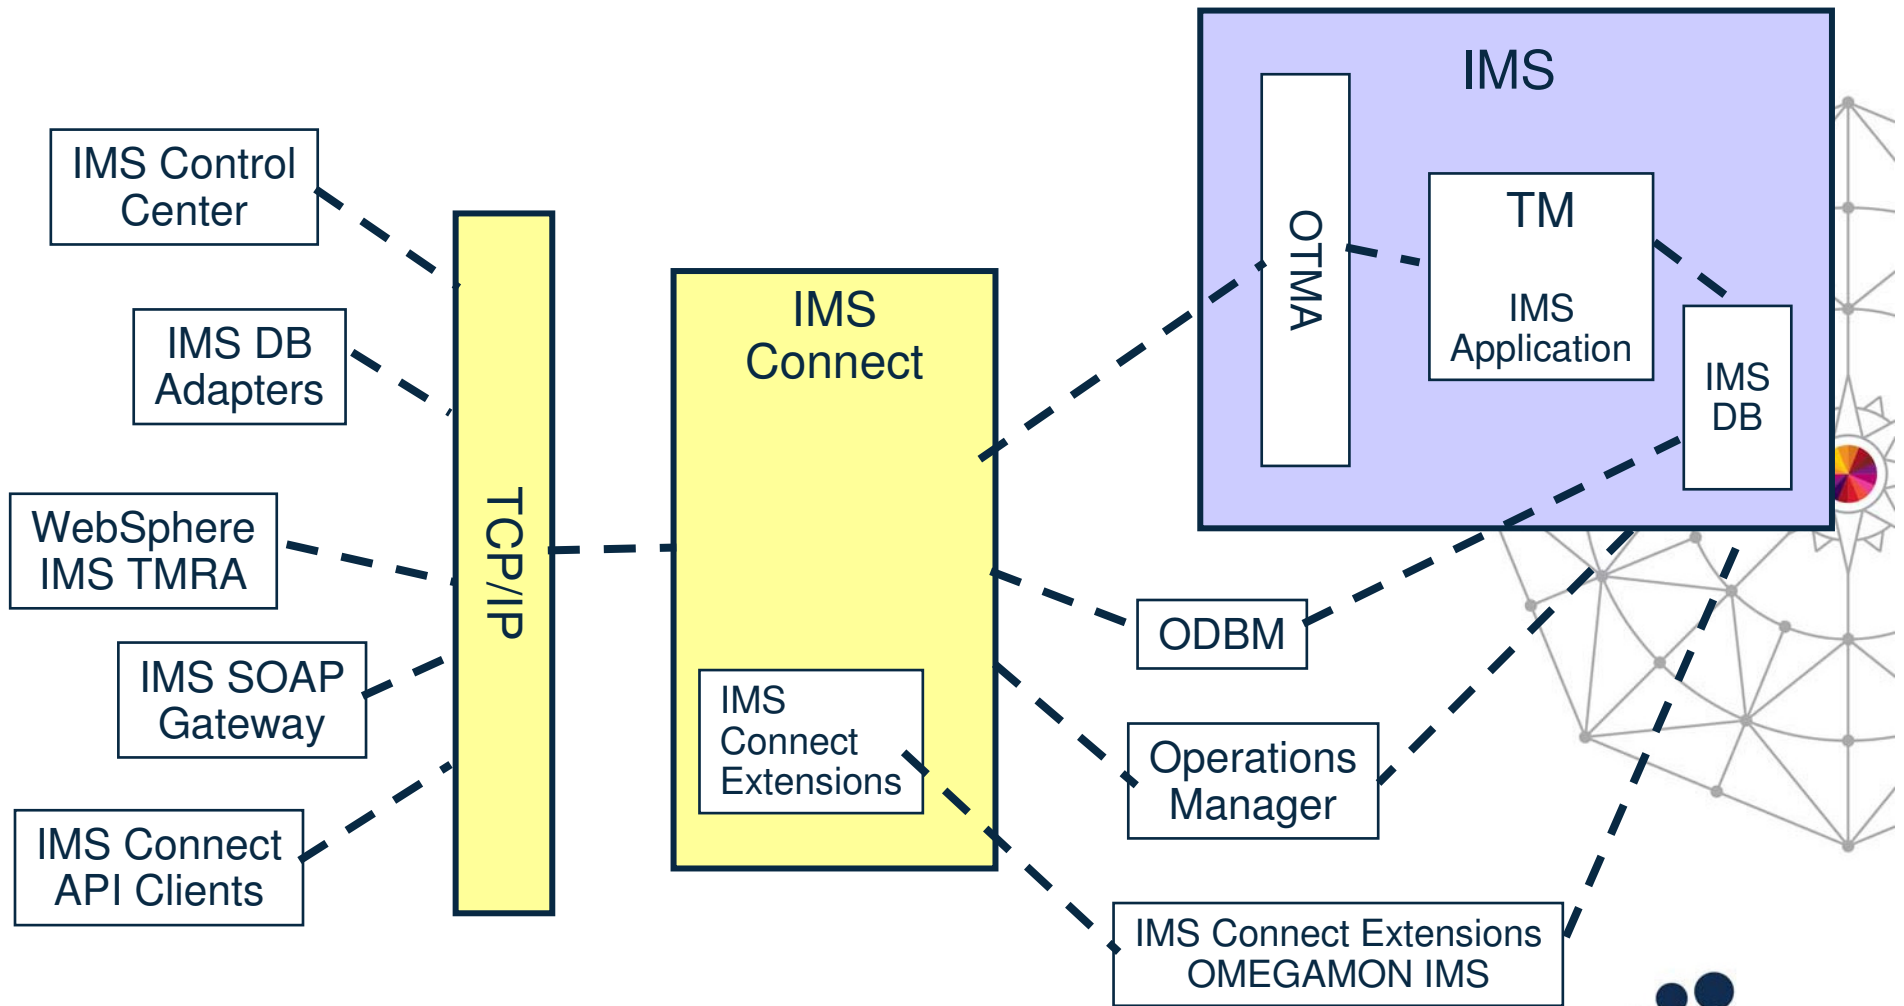 IMS Control
Center
IMS DB
Adapters
WebSphere
IMS TMRA
IMS SOAP
Gateway
IMS Connect
API Clients
TCP/IP
IMS
Connect
IMS
Connect
Extensions
IMS
OTMA
TM
IMS
Application
IMS
DB
ODBM
Operations
Manager
IMS Connect Extensions
OMEGAMON IMS